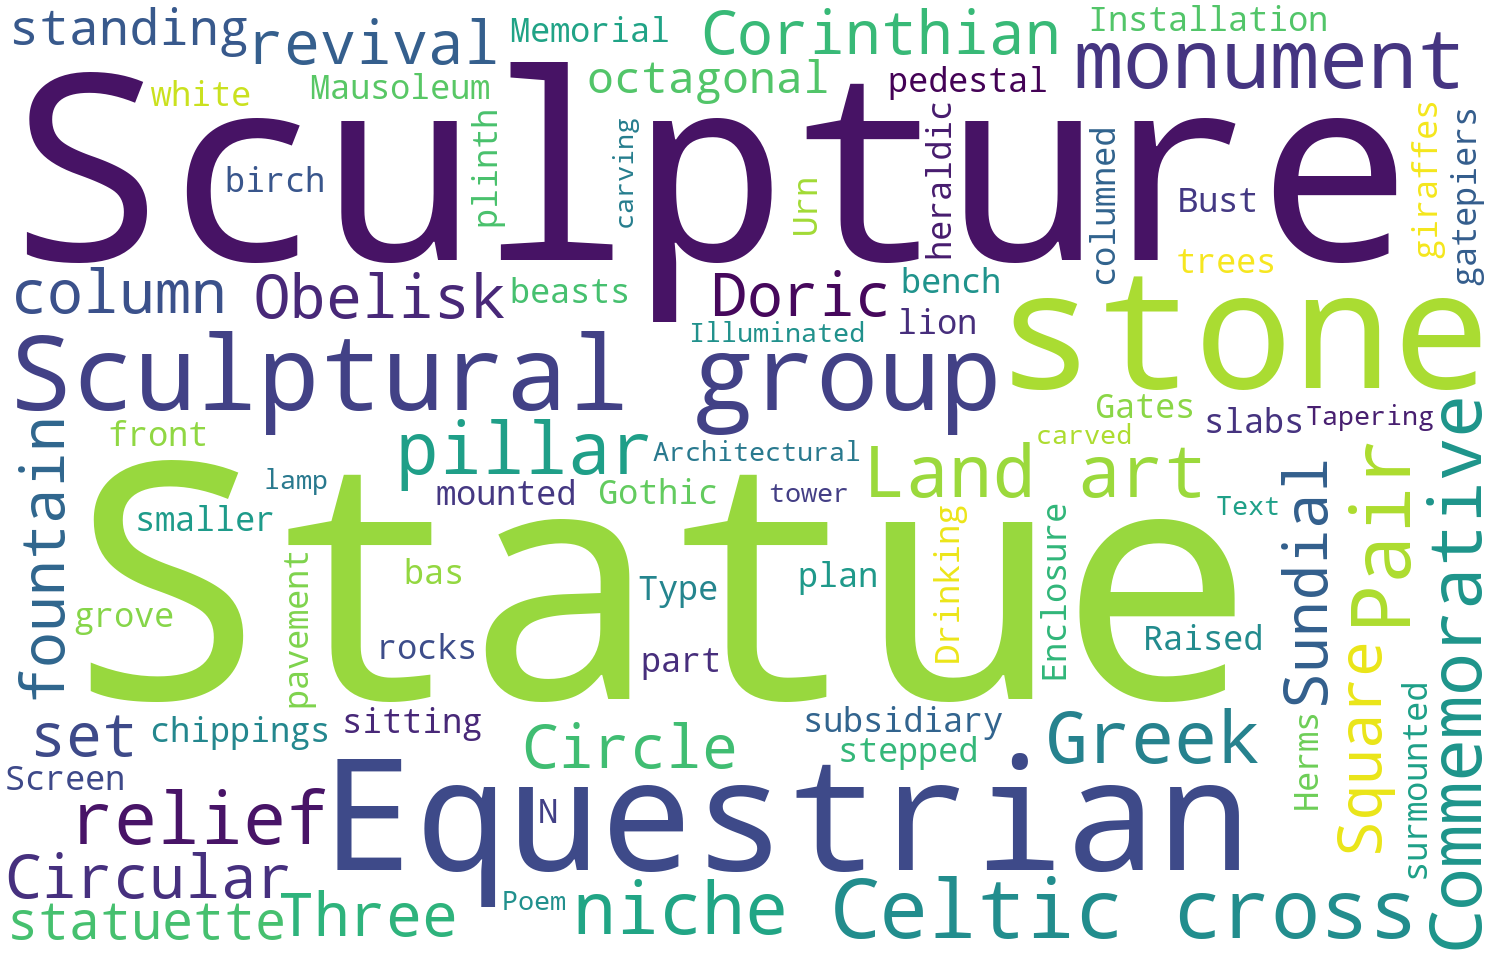 standing
revival
Memorial
Corinthian
Installation
monument
white
Mausoleum
octagonal
pedestal
Sculpture
birch
plinth
carving
Urn
heraldic
columned
Bust
giraffes
gatepiers
trees
column
Obelisk
beasts
Doric
bench
lion
Illuminated
stone
Sculptural group
Gates
slabs
Tapering
front
pillar
Architectural
carved
Land art
lamp
mounted
Gothic
tower
Text
fountain
smaller
Statue
Sundial
Pair
Commemorative
bas
Type
plan
Drinking
Enclosure
grove
pavement
rocks
part
Raised
Square
set
chippings
sitting
Circle
subsidiary
stepped
Greek
Herms
surmounted
Screen
relief
N
Equestrian
Circular
statuette
Three
Poem
niche
Celtic cross